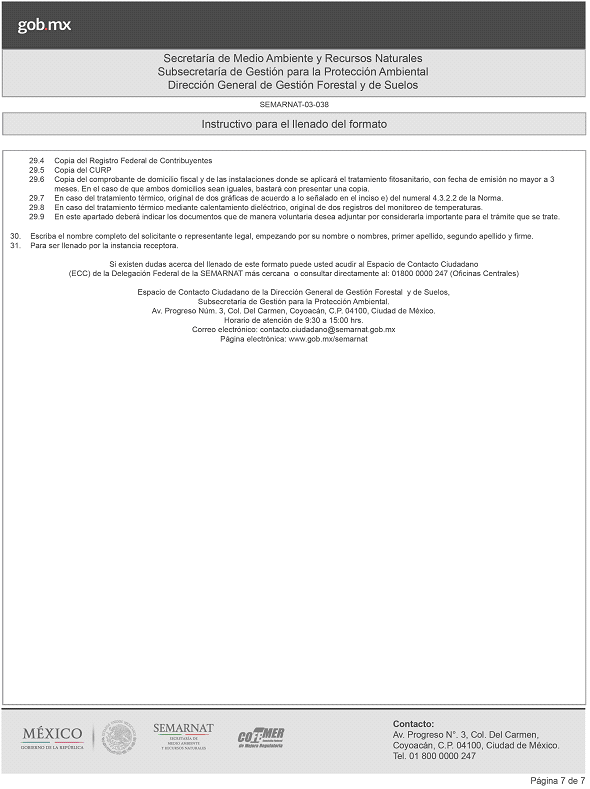 gob.mx
Secretaría de Medio Ambiente y Recursos Naturales
Subsecretaría de Gestión para la Protección Ambiental
Dirección General de Gestión Forestal y de Suelos
SEMARNAT-03-038
Instructivo para el llenado del formato
29.4 Copia del Registro Federal de Contribuyentes
29.5 Copia del CURP
29.6 Copia del comprobante de domicilio fiscal y de las instalaciones donde se aplicará el tratamiento fitosanitario, con fecha de emisión no mayor a 3
meses. En el caso de que ambos domicilios sean iguales, bastará con presentar una copia.
29.7 En caso del tratamiento térmico, original de dos gráficas de acuerdo a lo señalado en el inciso e) del numeral 4.3.2.2 de la Norma.
29.8 En caso del tratamiento térmico mediante calentamiento dieléctrico, original de dos registros del monitoreo de temperaturas.
29.9 En este apartado deberá indicar los documentos que de manera voluntaria desea adjuntar por considerarla importante para el trámite que se trate.
30. Escriba el nombre completo del solicitante o representante legal, empezando por su nombre o nombres, primer apellido, segundo apellido y firme.
31. Para ser llenado por la instancia receptora.
Si existen dudas acerca del llenado de este formato puede usted acudir al Espacio de Contacto Ciudadano
(ECC) de la Delegación Federal de la SEMARNAT más cercana o consultar directamente al: 01800 0000 247 (Oficinas Centrales)
Espacio de Contacto Ciudadano de la Dirección General de Gestión Forestal y de Suelos,
Subsecretaría de Gestión para la Protección Ambiental.
Av. Progreso Núm. 3, Col. Del Carmen, Coyoacán, C.P. 04100, Ciudad de México.
Horario de atención de 9:30 a 15:00 hrs.
Correo electrónico: contacto.ciudadano@semarnat.gob.mx
Página electrónica: www.gob.mx/semarnat
MÉXICO
GOBIERNO DE LA REPÚBLICA
SEMARNAT
SECRETARÍA DE
MEDIO AMBIENTE
Y RECURSOS NATURALES
COFEMER
de Mejora Regulatoria
Contacto:
Av. Progreso N°. 3, Col. Del Carmen,
Coyoacán, C.P. 04100, Ciudad de México.
Tel. 01 800 0000 247
Página 7 de 7